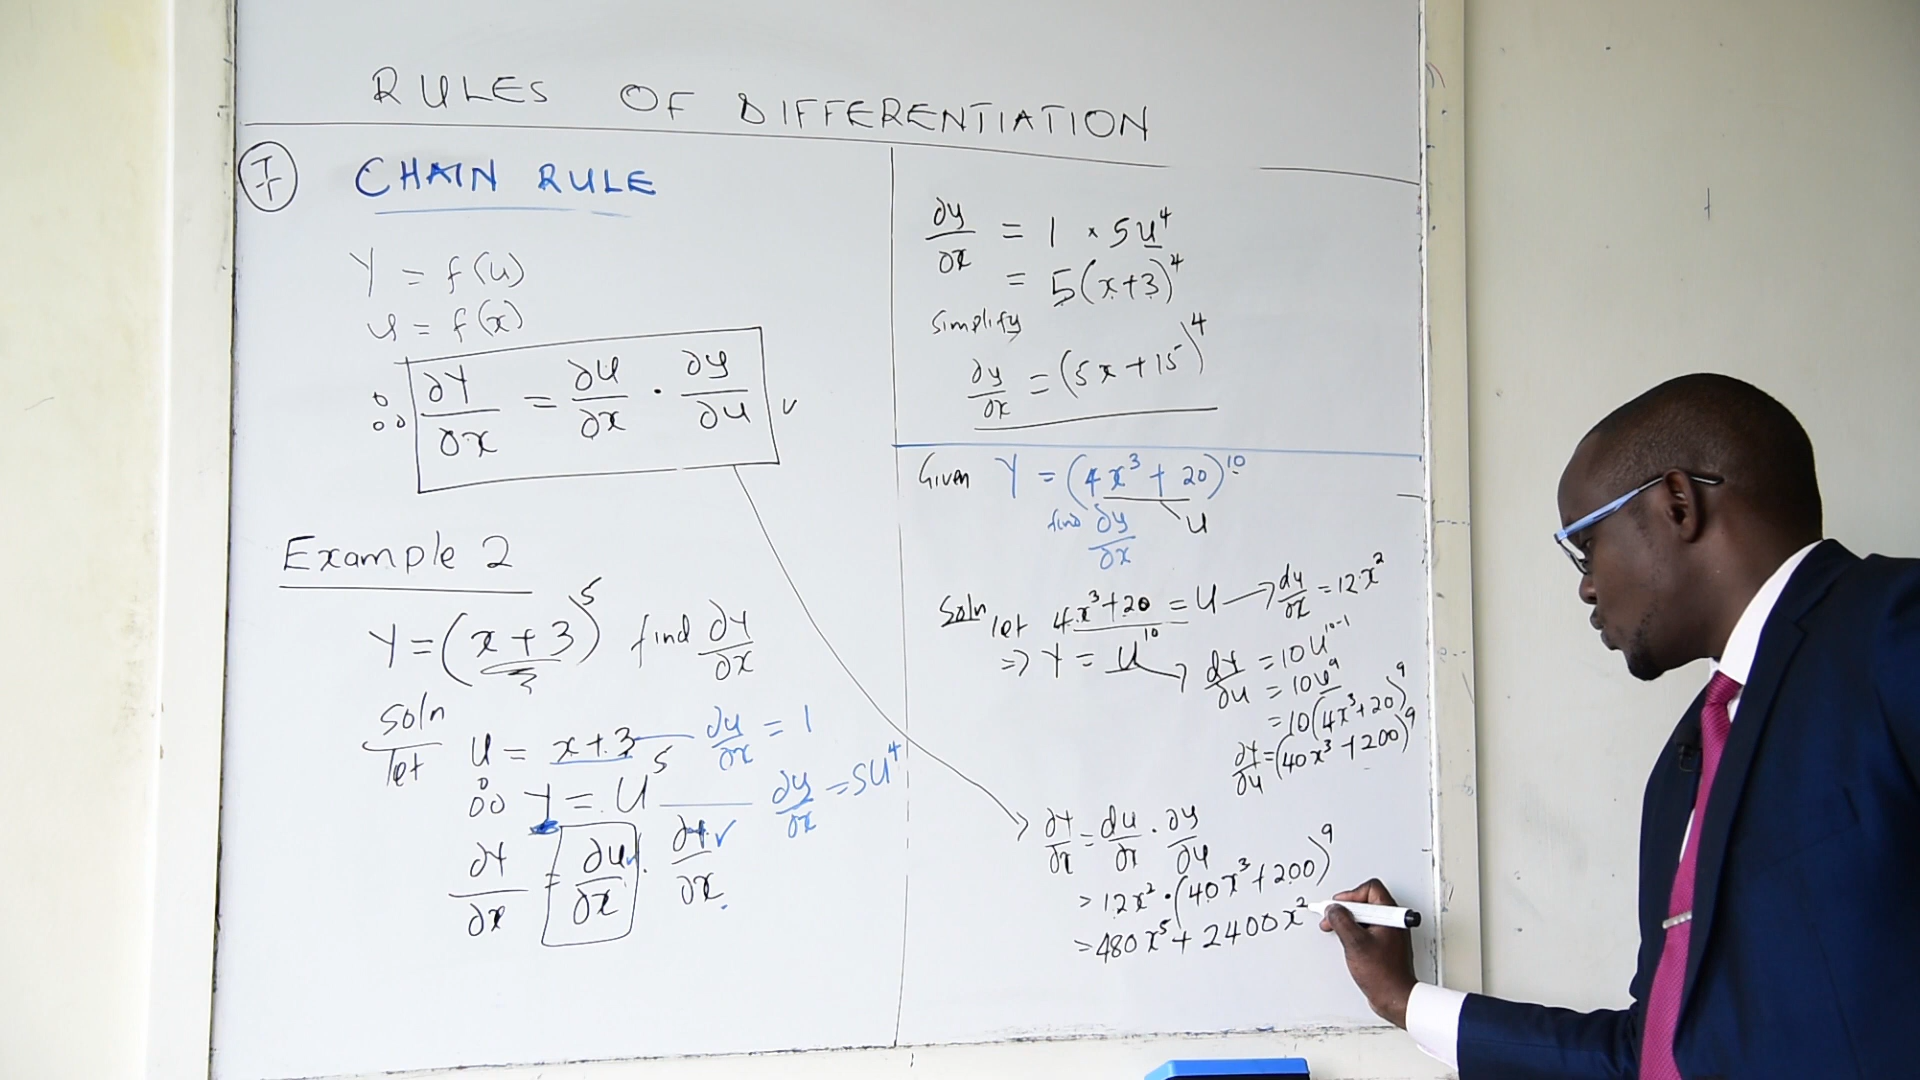 RULES OF DIFFERENTIATION
7 CHAIN RULE
Y = f(u)
u = f(x)
∴ ∂Y/∂x = ∂u/∂x · ∂y/∂u ✓
Example 2
Y = (x+3)^5 find ∂Y/∂x
soln
let u = x+3 — ∂u/∂x = 1
∴ Y = U^5 — ∂y/∂x = 5U^4
∂Y/∂x = ∂u/∂x · ∂Y/∂x
∂y/∂x = 1 × 5u^4
= 5(x+3)^4
Simplify
∂y/∂x = (5x+15)^4
Given Y = (4x^3 + 20)^10
u
find ∂y/∂x
Soln let 4x^3+20 = U → du/∂x = 12x^2
⇒ Y = U^10 → dY/∂u = 10U^10-1
= 10U^9
= 10(4x^3+20)^9
∂Y/∂u = (40x^3+200)^9
∂Y/∂x = du/∂x · ∂y/∂u
= 12x^2 · (40x^3+200)^9
= 480x^5 + 2400x^2